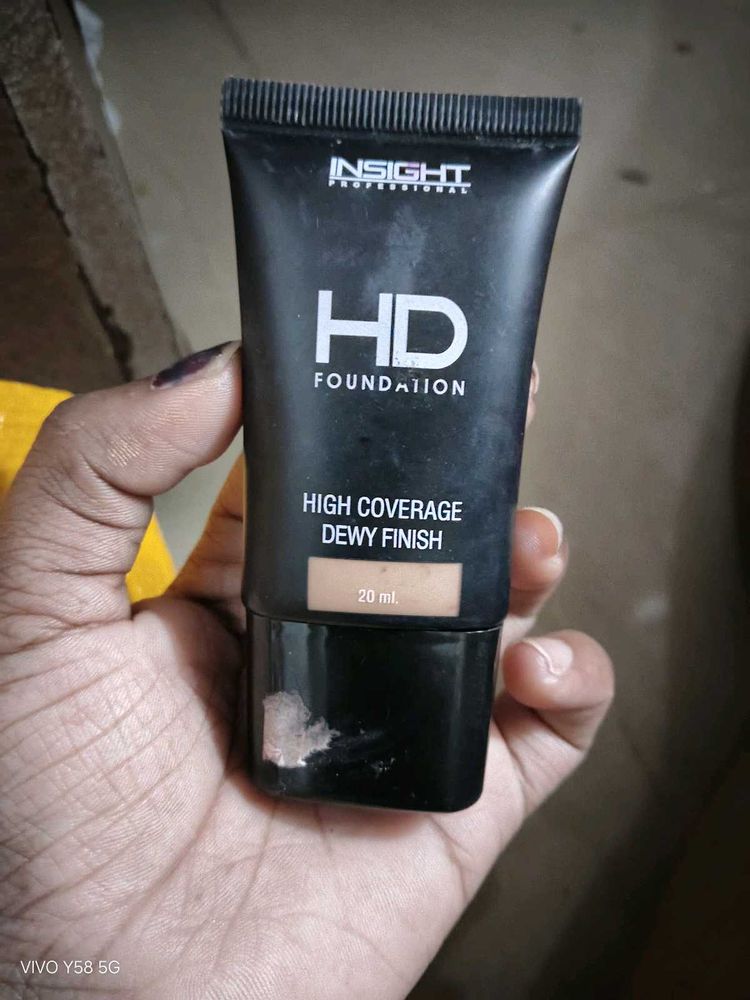 INSIGHT
PROFESSIONAL
HD
FOUNDATION
HIGH COVERAGE
DEWY FINISH
20 ml.
VIVO Y58 5G